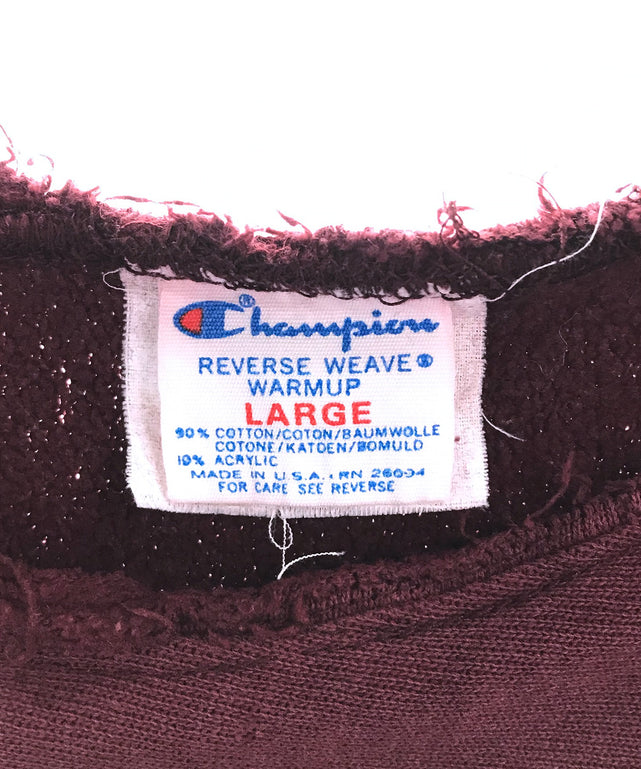 Champion®
REVERSE WEAVE®
WARMUP
LARGE
90% COTTON/COTON/BAUMWOLLE
COTONE/KATOEN/BOMULD
10% ACRYLIC
MADE IN U.S.A. RN 26094
FOR CARE SEE REVERSE